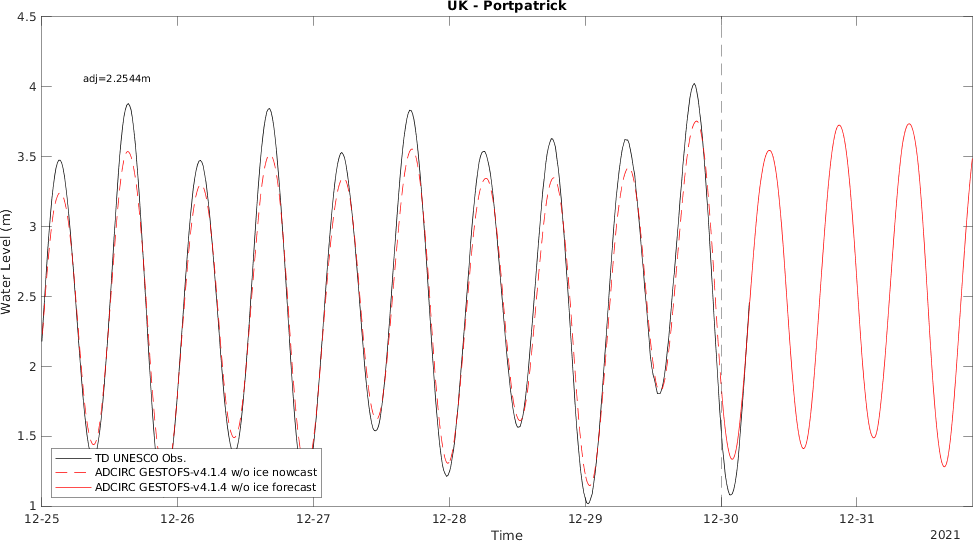 UK - Portpatrick
4.5
4
3.5
3
2.5
2
1.5
1
Water Level (m)
adj=2.2544m
TD UNESCO Obs.
ADCIRC GESTOFS-v4.1.4 w/o ice nowcast
ADCIRC GESTOFS-v4.1.4 w/o ice forecast
12-25
12-26
12-27
12-28
12-29
12-30
12-31
Time
2021